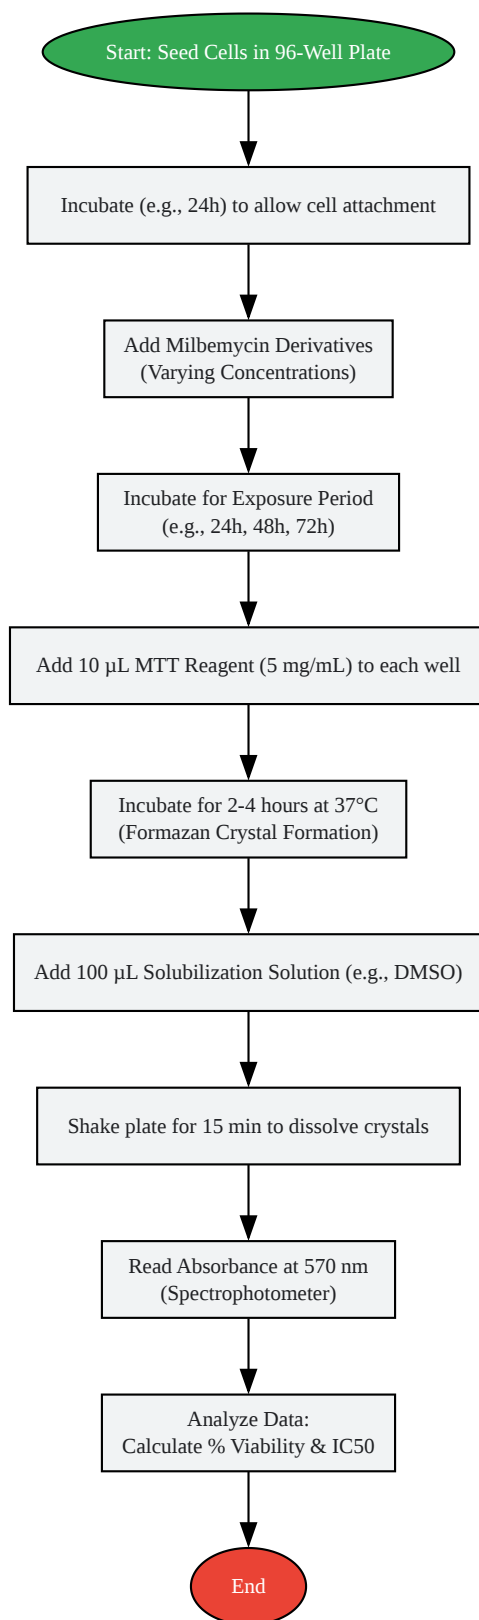 Start: Seed Cells in 96-Well Plate
Incubate (e.g., 24h) to allow cell attachment
Add Milbemycin Derivatives
(Varying Concentrations)
Incubate for Exposure Period
(e.g., 24h, 48h, 72h)
Add 10 µL MTT Reagent (5 mg/mL) to each well
Incubate for 2-4 hours at 37°C
(Formazan Crystal Formation)
Add 100 µL Solubilization Solution (e.g., DMSO)
Shake plate for 15 min to dissolve crystals
Read Absorbance at 570 nm
(Spectrophotometer)
Analyze Data:
Calculate % Viability & IC50
End